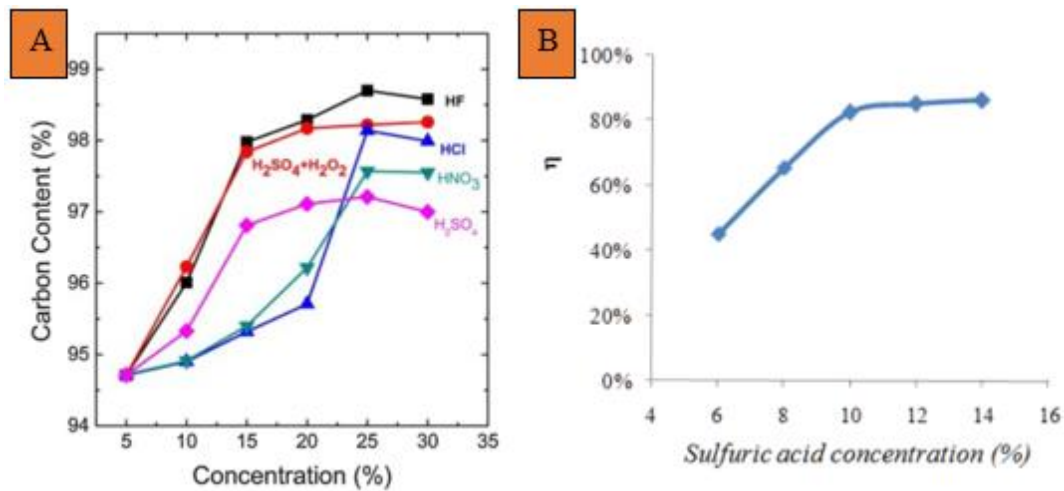 A
Carbon Content (%)
99
98
97
96
95
94
HF
H₂SO₄+H₂O₂
HCl
HNO₃
H₂SO₄
5 10 15 20 25 30 35
Concentration (%)
B
η
100%
80%
60%
40%
20%
0%
4 6 8 10 12 14 16
Sulfuric acid concentration (%)